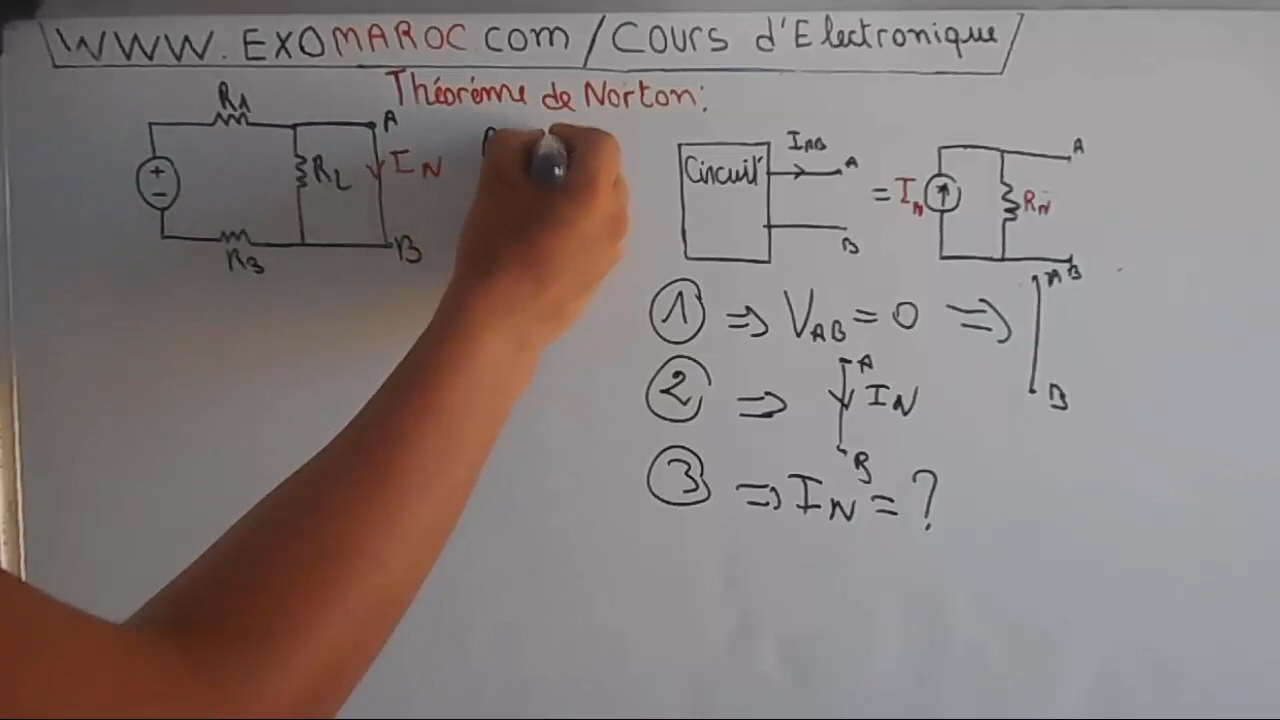 WWW.EXOMAROC.com/Cours d'Electronique/
Théoréme de Norton:
R1
A
IN
R2
+
-
R3
B
Circuit
IAB
A
B
= IN
RN
A
B
① ⇒ VAB = 0 ⇒
A
B
② ⇒
A
IN
B
③ ⇒ IN = ?